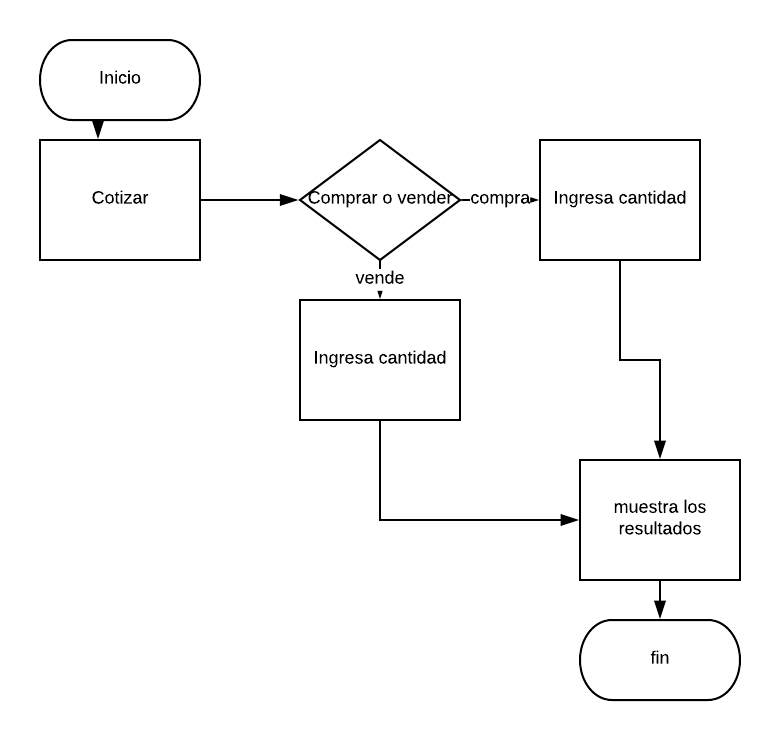 Inicio
Cotizar
Comprar o vender
compra
Ingresa cantidad
vende
Ingresa cantidad
muestra los
resultados
fin